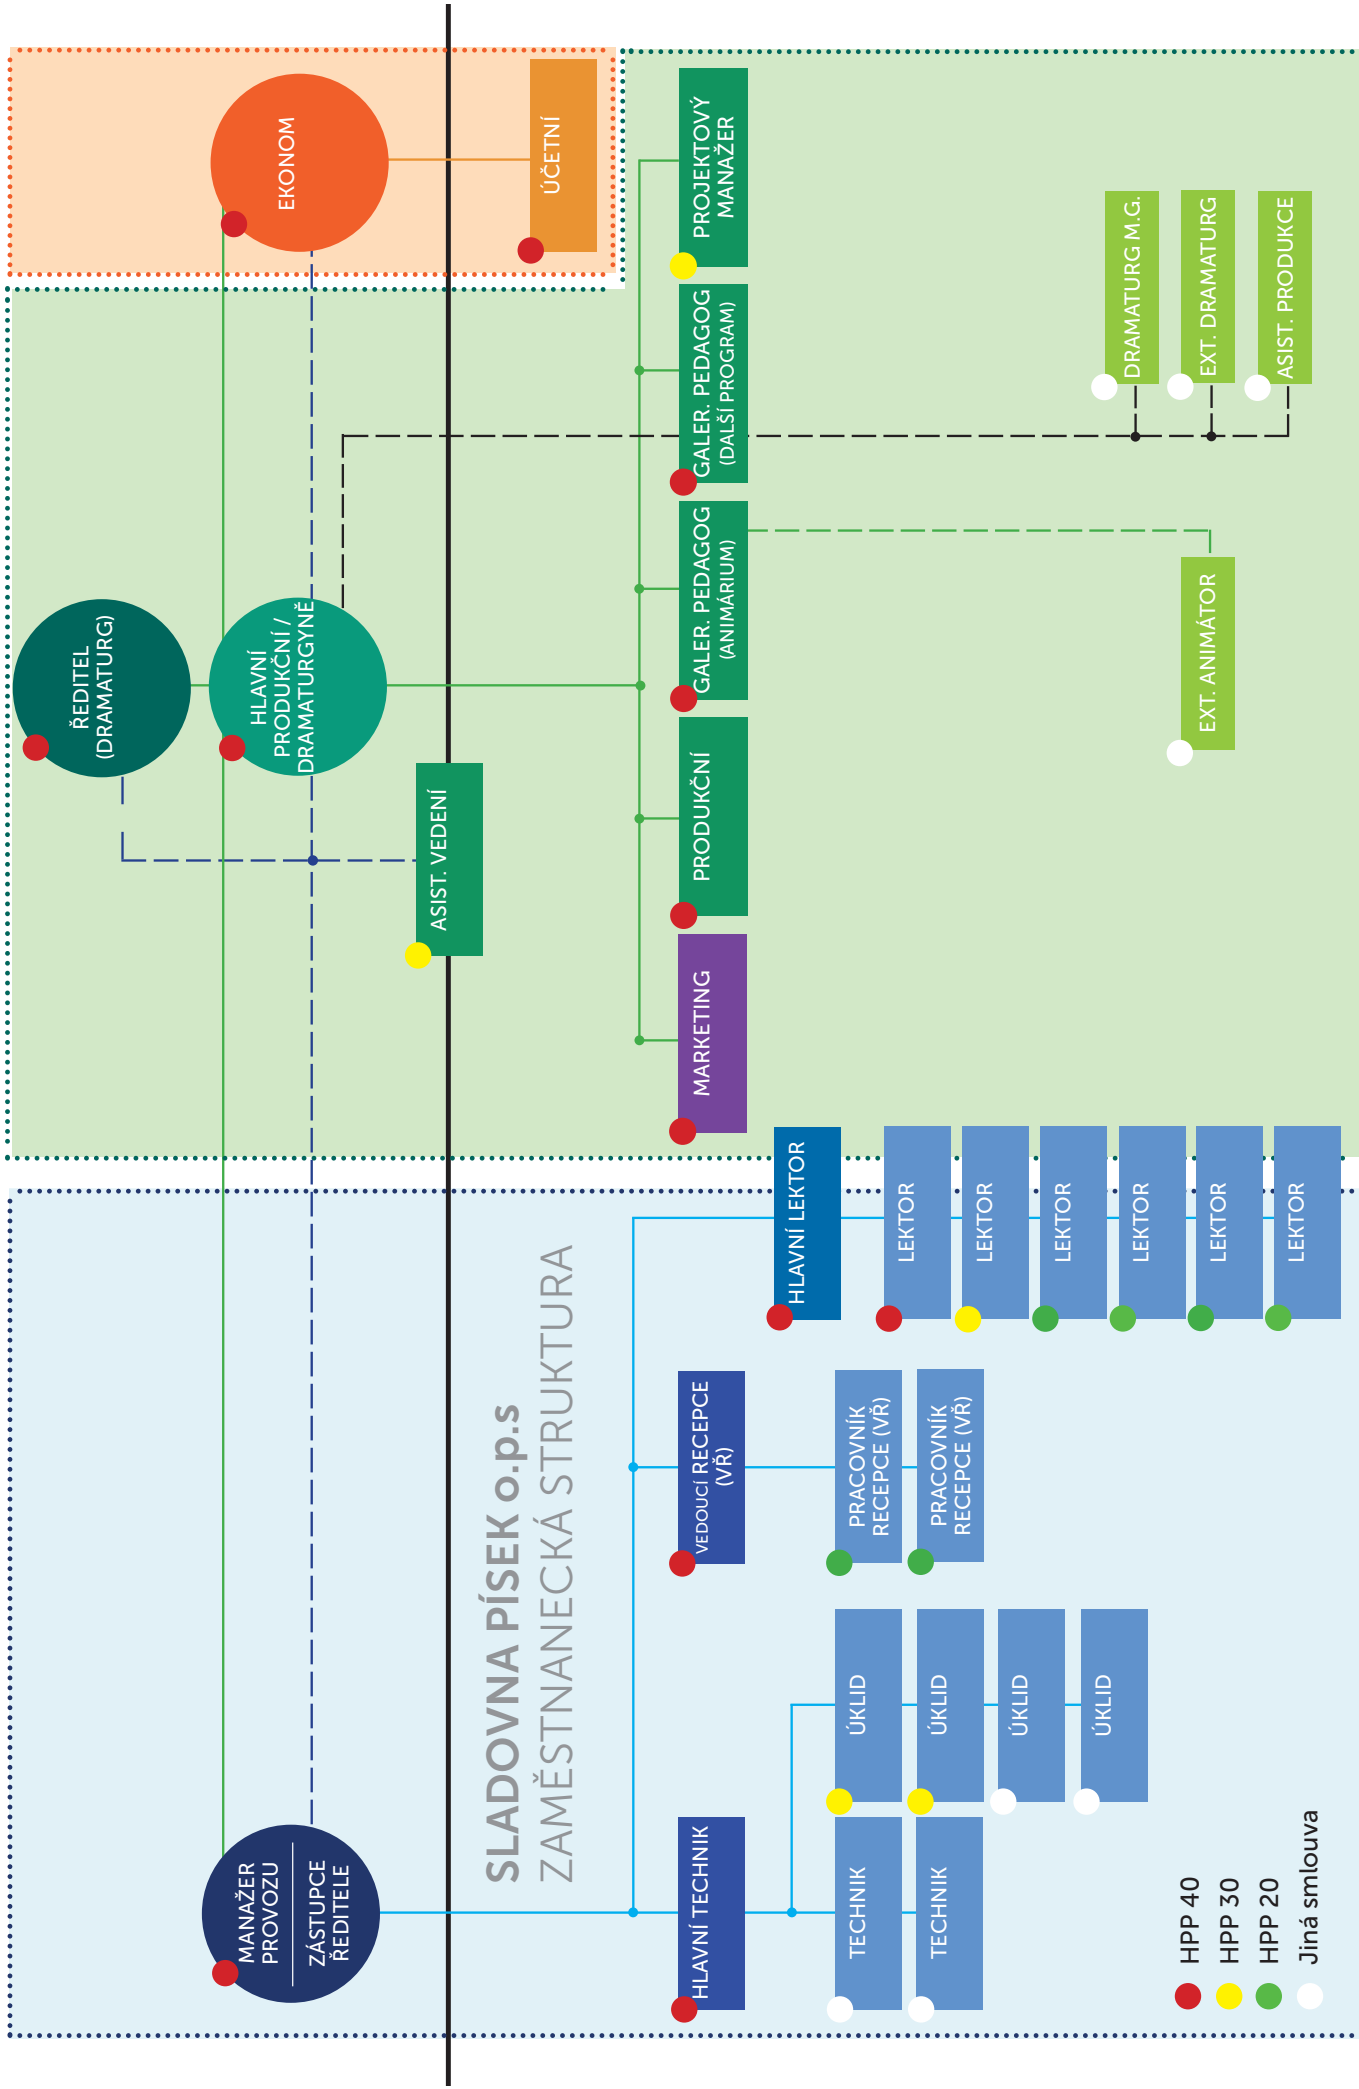 ŘEDITEL
(DRAMATURG)
MANAŽER
PROVOZU
ZÁSTUPCE
ŘEDITELE
HLAVNÍ
PRODUKČNÍ /
DRAMATURGYNĚ
EKONOM
ASIST. VEDENÍ
ÚČETNÍ
SLADOVNA PÍSEK o.p.s
ZAMĚSTNANECKÁ STRUKTURA
HLAVNÍ TECHNIK
VEDOUCÍ RECEPCE
(VŘ)
HLAVNÍ LEKTOR
MARKETING
PRODUKČNÍ
GALER. PEDAGOG
(ANIMÁRIUM)
GALER. PEDAGOG
(DALŠÍ PROGRAM)
PROJEKTOVÝ
MANAŽER
TECHNIK
TECHNIK
ÚKLID
ÚKLID
ÚKLID
ÚKLID
PRACOVNÍK
RECEPCE (VŘ)
PRACOVNÍK
RECEPCE (VŘ)
LEKTOR
LEKTOR
LEKTOR
LEKTOR
LEKTOR
LEKTOR
EXT. ANIMÁTOR
DRAMATURG M.G.
EXT. DRAMATURG
ASIST. PRODUKCE
HPP 40
HPP 30
HPP 20
Jiná smlouva